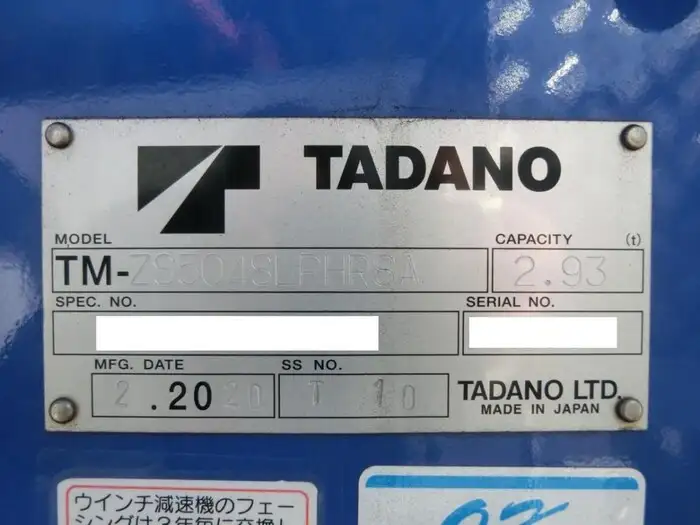 TADANO
MODEL
CAPACITY (t)
TM-ZS504SLPHRSA
2.93
SPEC. NO.
SERIAL NO.
MFG. DATE
SS NO.
2 .2020
T 10
TADANO LTD.
MADE IN JAPAN
ウインチ減速機のフェー
シングは3年毎に交換し